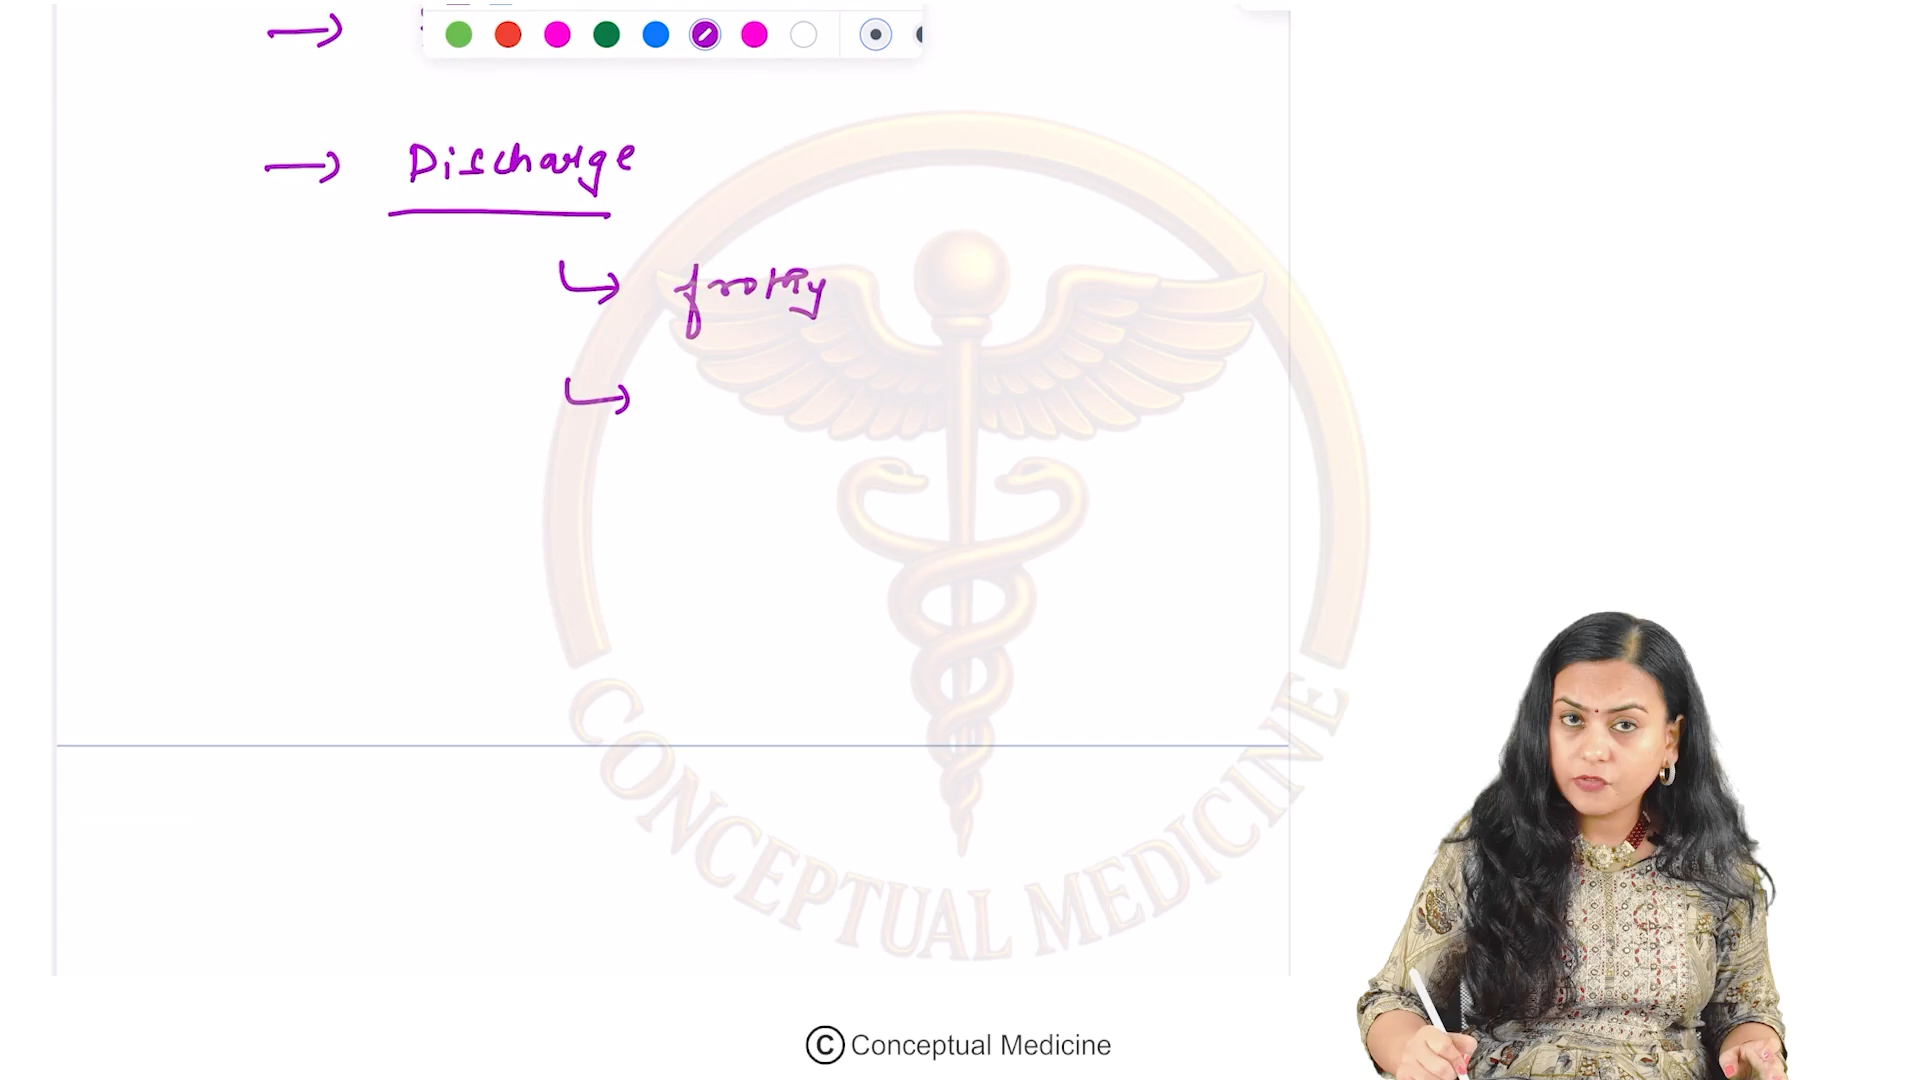 →
→ Discharge
↳ frothy
↳
CONCEPTUAL MEDICINE
© Conceptual Medicine